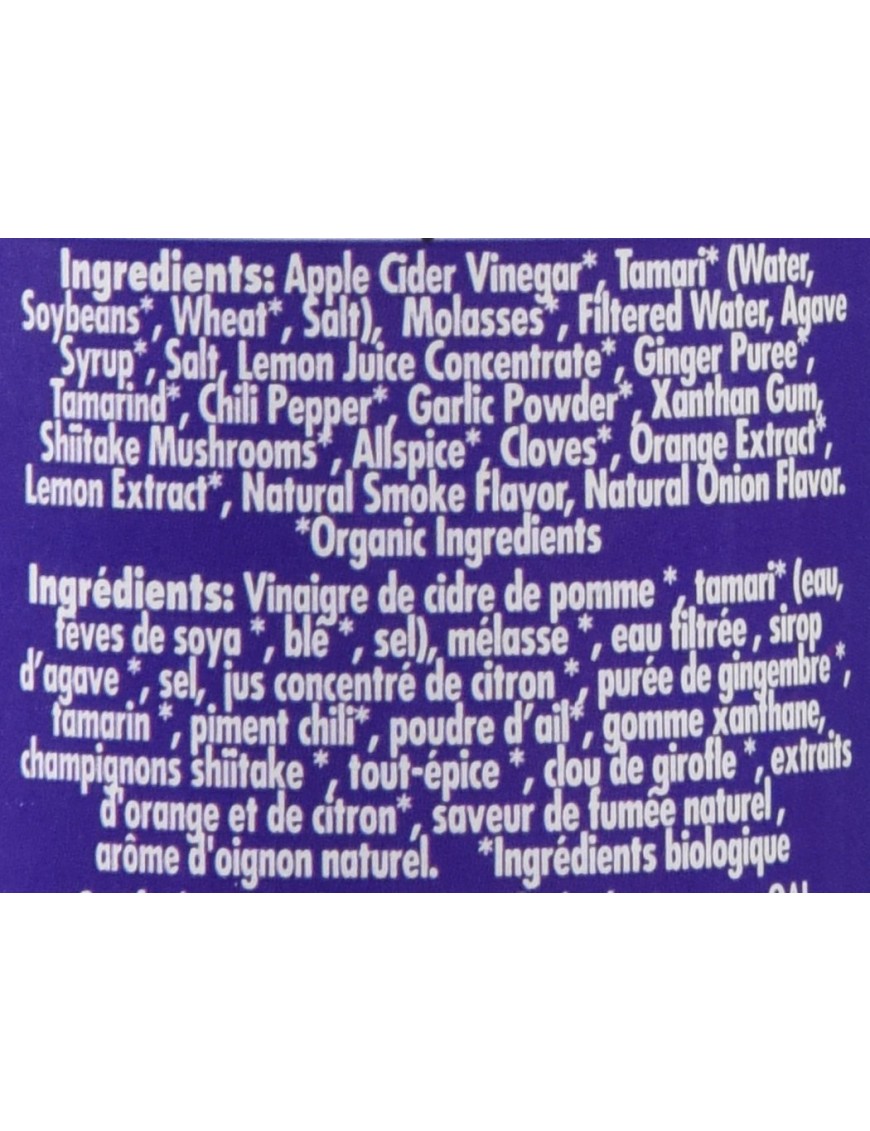 Ingredients: Apple Cider Vinegar*, Tamari* (Water,
Soybeans*, Wheat*, Salt), Molasses*, Filtered Water, Agave
Syrup*, Salt, Lemon Juice Concentrate*, Ginger Puree*,
Tamarind*, Chili Pepper*, Garlic Powder*, Xanthan Gum,
Shiitake Mushrooms*, Allspice*, Cloves*, Orange Extract*,
Lemon Extract*, Natural Smoke Flavor, Natural Onion Flavor.
*Organic Ingredients
Ingrédients: Vinaigre de cidre de pomme *, tamari* (eau,
fèves de soya *, blé *, sel), mélasse *, eau filtrée , sirop
d'agave *, sel, jus concentré de citron *, purée de gingembre *,
tamarin *, piment chili*, poudre d'ail*, gomme xanthane,
champignons shiitake *, tout-épice *, clou de girofle *, extraits
d'orange et de citron*, saveur de fumée naturel,
arôme d'oignon naturel. *Ingrédients biologique